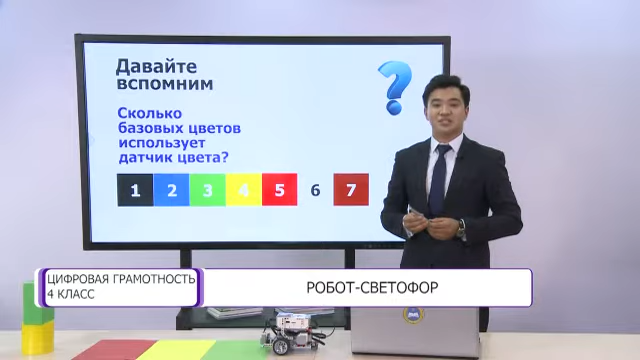 Давайте
вспомним
?
Сколько
базовых цветов
использует
датчик цвета?
1 2 3 4 5 6 7
ЦИФРОВАЯ ГРАМОТНОСТЬ
4 КЛАСС
РОБОТ-СВЕТОФОР